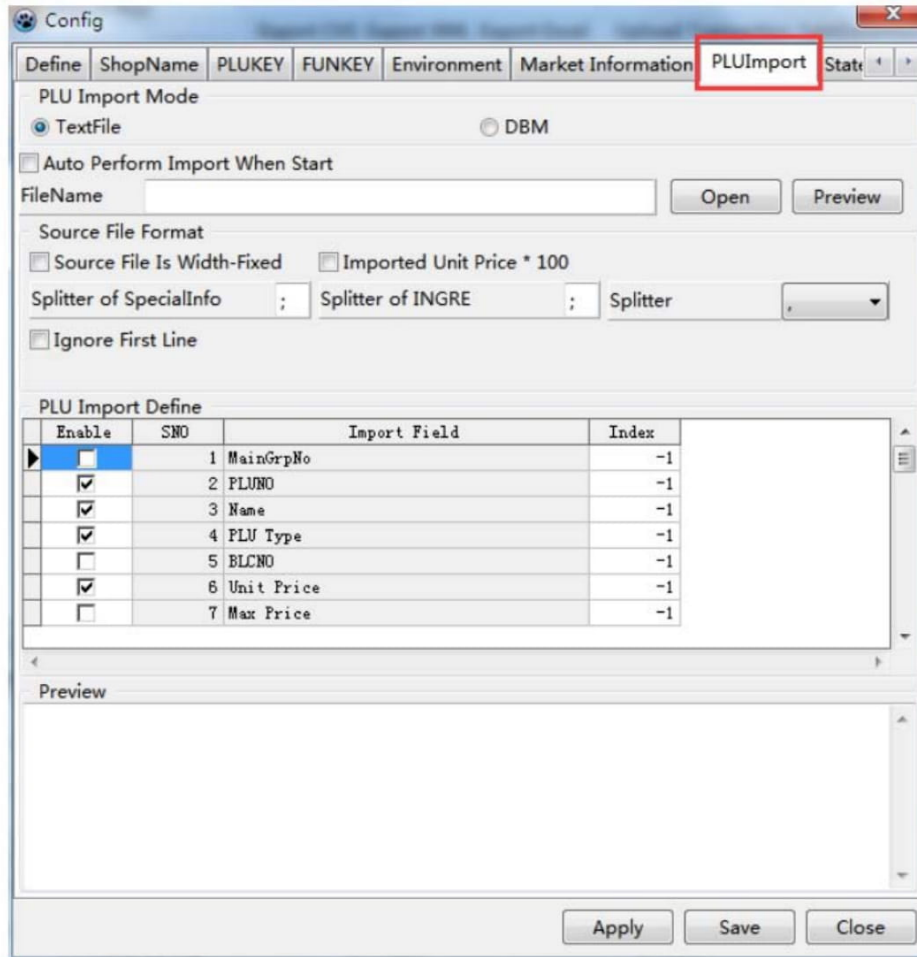 Config
Define ShopName PLUKEY FUNKEY Environment Market Information PLUImport State
PLU Import Mode
TextFile DBM
Auto Perform Import When Start
FileName Open Preview
Source File Format
Source File Is Width-Fixed Imported Unit Price * 100
Splitter of SpecialInfo ; Splitter of INGRE ; Splitter ,
Ignore First Line
PLU Import Define
Enable SNO Import Field Index
1 MainGrpNo -1
2 PLUNO -1
3 Name -1
4 PLU Type -1
5 BLCNO -1
6 Unit Price -1
7 Max Price -1
Preview
Apply Save Close